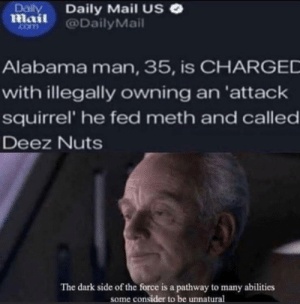 Daily Mail US
Daily
Mail
.com
@DailyMail
Alabama man, 35, is CHARGED
with illegally owning an 'attack
squirrel' he fed meth and called
Deez Nuts
The dark side of the force is a pathway to many abilities
some consider to be unnatural